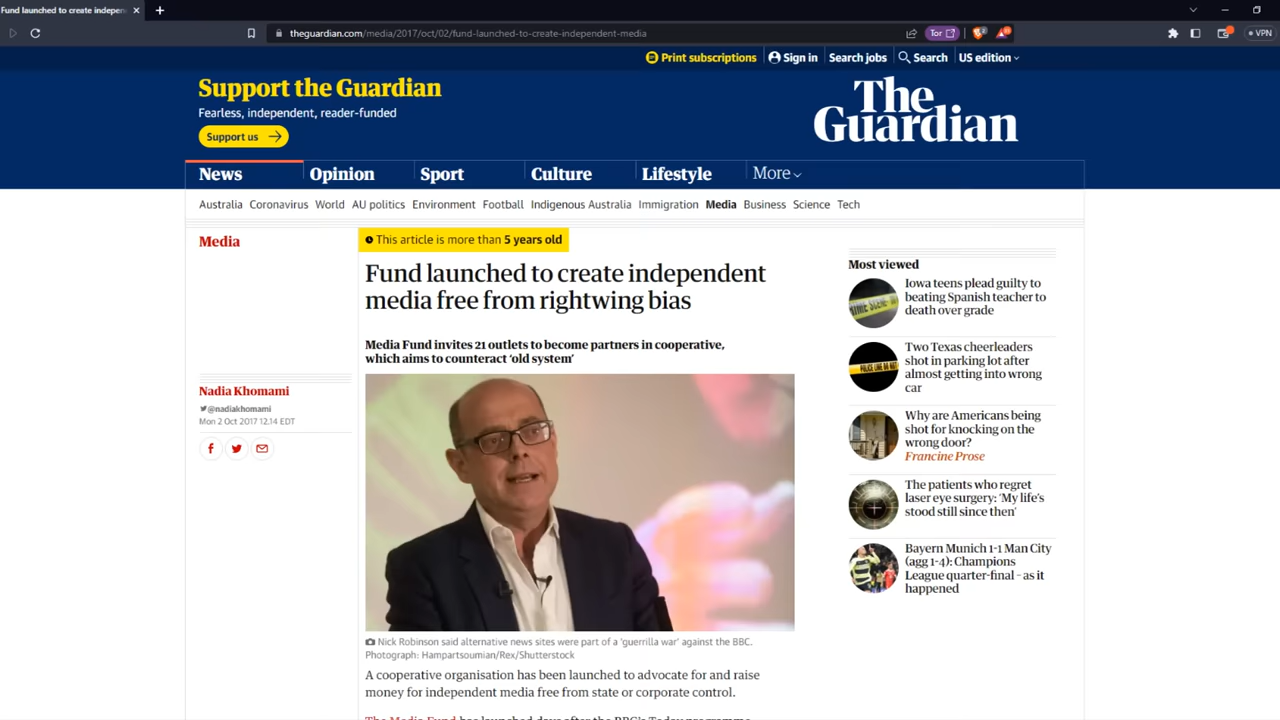 Fund launched to create indepen
theguardian.com/media/2017/oct/02/fund-launched-to-create-independent-media
Tor
VPN
Print subscriptions
Sign in
Search jobs
Search
US edition
Support the Guardian
Fearless, independent, reader-funded
Support us
The
Guardian
News
Opinion
Sport
Culture
Lifestyle
More
Australia
Coronavirus
World
AU politics
Environment
Football
Indigenous Australia
Immigration
Media
Business
Science
Tech
Media
This article is more than 5 years old
Fund launched to create independent
media free from rightwing bias
Media Fund invites 21 outlets to become partners in cooperative,
which aims to counteract ‘old system’
Nadia Khomami
@nadiakhomami
Mon 2 Oct 2017 12.14 EDT
Nick Robinson said alternative news sites were part of a ‘guerrilla war’ against the BBC.
Photograph: Hampartsoumian/Rex/Shutterstock
A cooperative organisation has been launched to advocate for and raise
money for independent media free from state or corporate control.
The Media Fund has launched days after the BBC’s Today programme
Most viewed
Iowa teens plead guilty to
beating Spanish teacher to
death over grade
Two Texas cheerleaders
shot in parking lot after
almost getting into wrong
car
Why are Americans being
shot for knocking on the
wrong door?
Francine Prose
The patients who regret
laser eye surgery: ‘My life’s
stood still since then’
Bayern Munich 1-1 Man City
(agg 1-4): Champions
League quarter-final – as it
happened